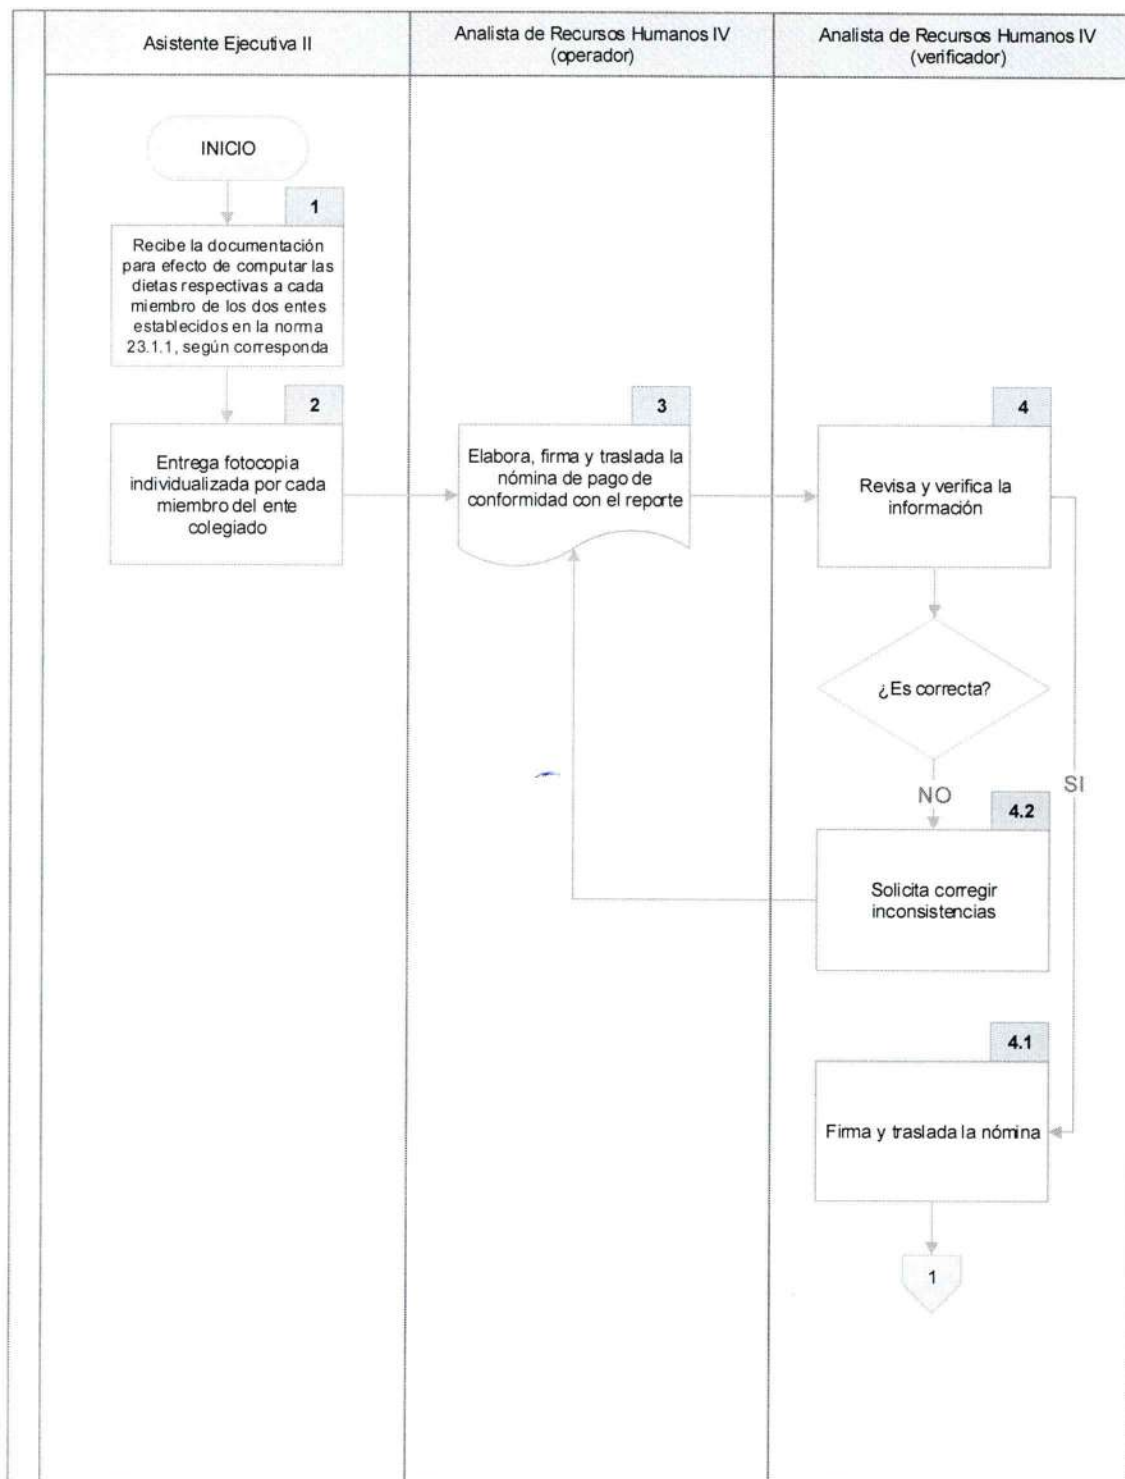 Asistente Ejecutiva II
Analista de Recursos Humanos IV
(operador)
Analista de Recursos Humanos IV
(verificador)
INICIO
1
Recibe la documentación
para efecto de computar las
dietas respectivas a cada
miembro de los dos entes
establecidos en la norma
23.1.1, según corresponda
2
Entrega fotocopia
individualizada por cada
miembro del ente
colegiado
3
Elabora, firma y traslada la
nómina de pago de
conformidad con el reporte
4
Revisa y verifica la
información
¿Es correcta?
NO
SI
4.2
Solicita corregir
inconsistencias
4.1
Firma y traslada la nómina
1